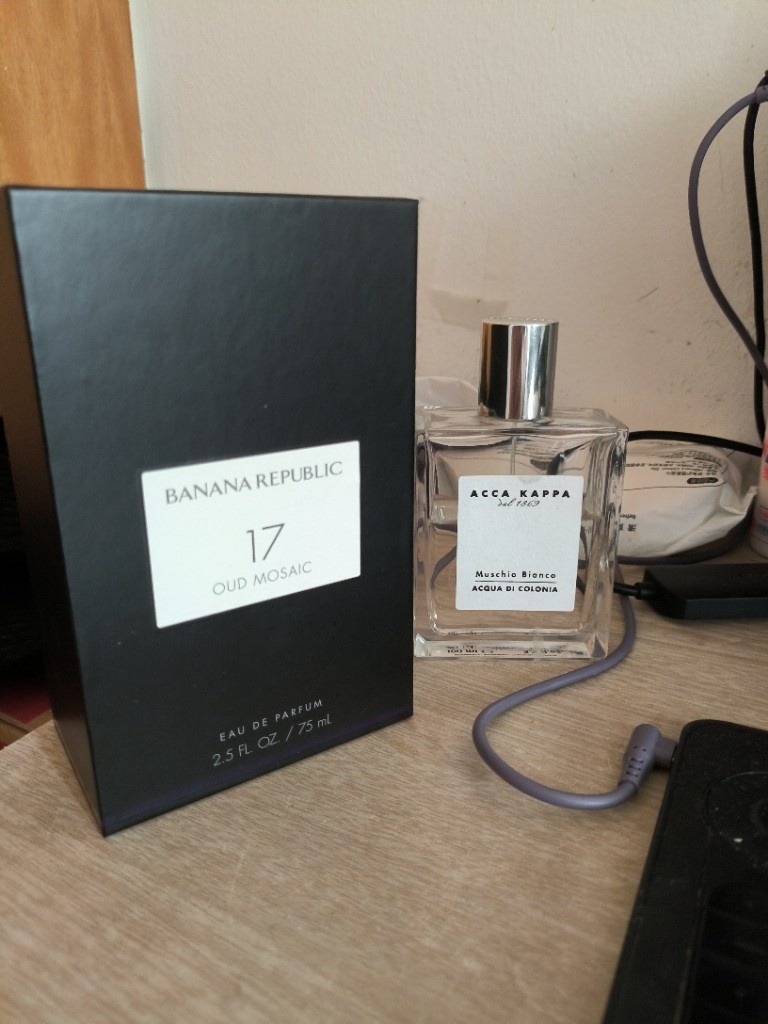 BANANA REPUBLIC
17
OUD MOSAIC
EAU DE PARFUM
2.5 FL. OZ. / 75 mL
ACCA KAPPA
dal 1869
Muschio Bianco
ACQUA DI COLONIA